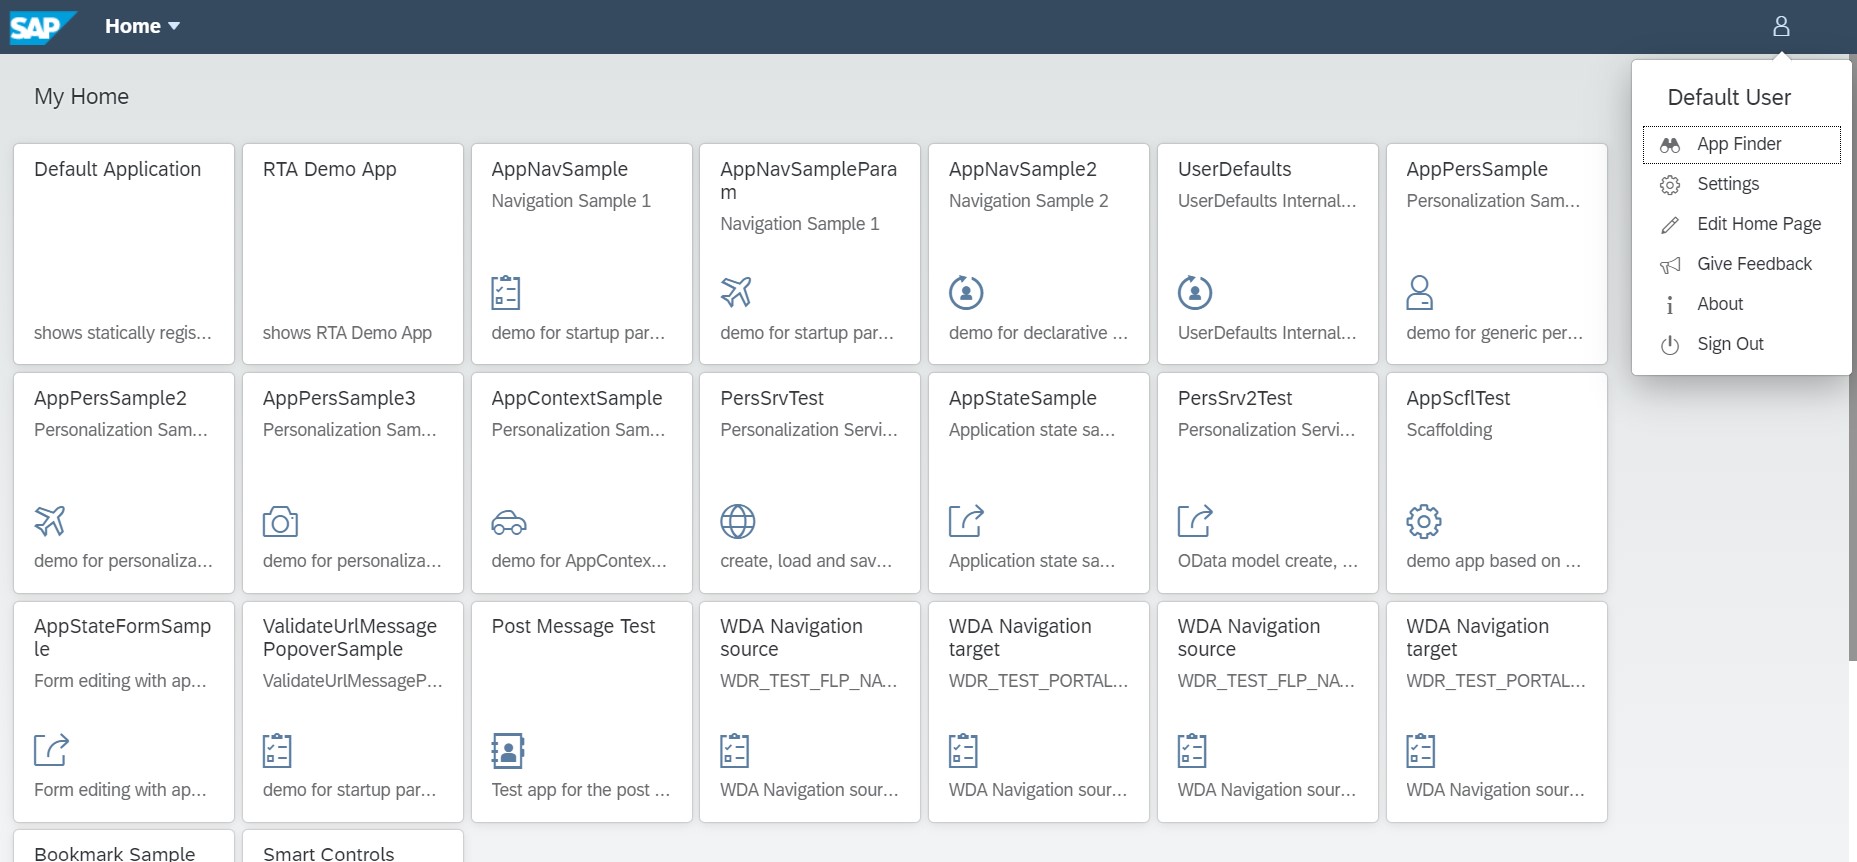 SAP
Home
Default User
App Finder
Settings
Edit Home Page
Give Feedback
About
Sign Out
My Home
Default Application
shows statically regis...
RTA Demo App
shows RTA Demo App
AppNavSample
Navigation Sample 1
demo for startup par...
AppNavSamplePara
m
Navigation Sample 1
demo for startup par...
AppNavSample2
Navigation Sample 2
demo for declarative ...
UserDefaults
UserDefaults Internal...
UserDefaults Internal...
AppPersSample
Personalization Sam...
demo for generic per...
AppPersSample2
Personalization Sam...
demo for personaliza...
AppPersSample3
Personalization Sam...
demo for personaliza...
AppContextSample
Personalization Sam...
demo for AppContex...
PersSrvTest
Personalization Servi...
create, load and sav...
AppStateSample
Application state sa...
Application state sa...
PersSrv2Test
Personalization Servi...
OData model create, ...
AppScflTest
Scaffolding
demo app based on ...
AppStateFormSamp
le
Form editing with ap...
Form editing with ap...
ValidateUrlMessage
PopoverSample
ValidateUrlMessageP...
demo for startup par...
Post Message Test
Test app for the post ...
WDA Navigation
source
WDR_TEST_FLP_NA...
WDA Navigation sour...
WDA Navigation
target
WDR_TEST_PORTAL...
WDA Navigation sour...
WDA Navigation
source
WDR_TEST_FLP_NA...
WDA Navigation sour...
WDA Navigation
target
WDR_TEST_PORTAL...
WDA Navigation sour...
Bookmark Sample
Smart Controls